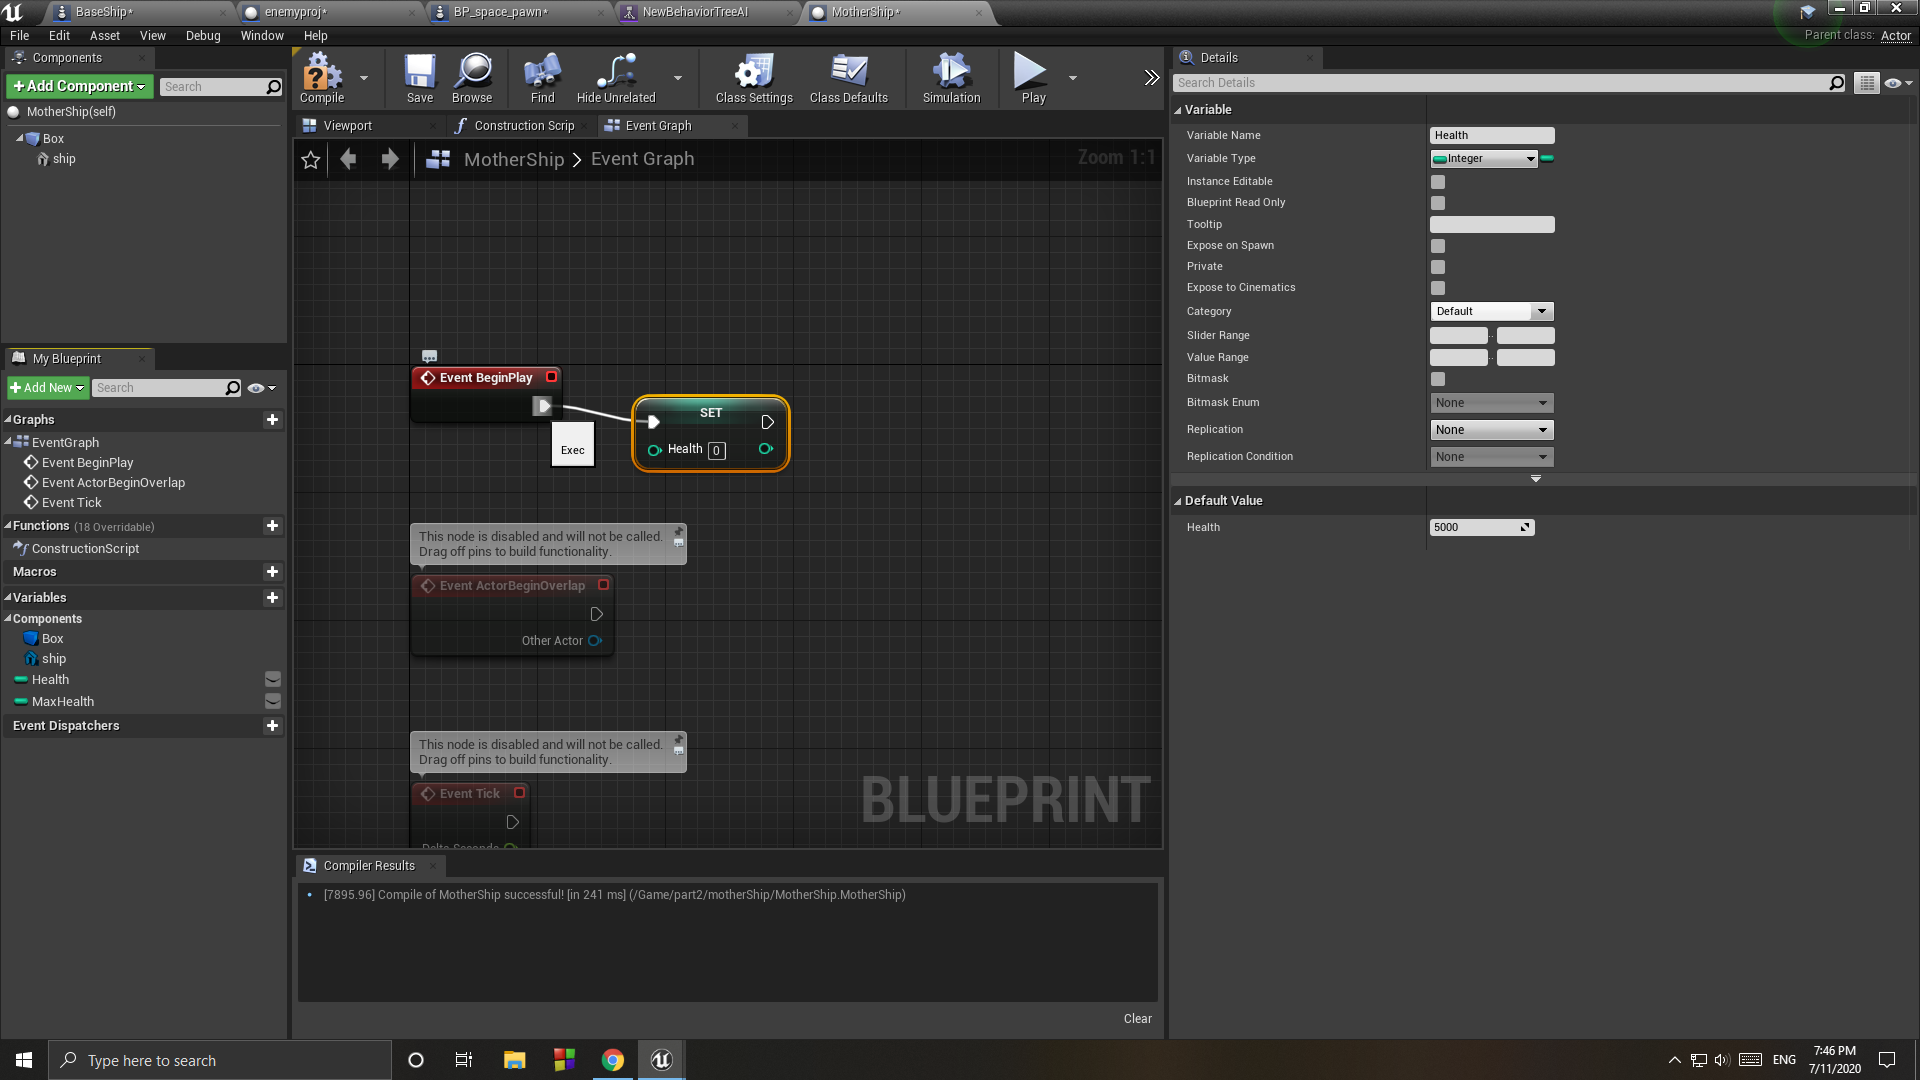 BaseShip*
enemyproj*
BP_space_pawn*
NewBehaviorTreeAI
MotherShip*
File Edit Asset View Debug Window Help
Parent class: Actor
Components
+Add Component
Search
MotherShip(self)
Box
ship
Compile
Save
Browse
Find
Hide Unrelated
Class Settings
Class Defaults
Simulation
Play
Viewport
Construction Scrip
Event Graph
MotherShip > Event Graph
Zoom 1:1
My Blueprint
+Add New
Search
Graphs
EventGraph
Event BeginPlay
Event ActorBeginOverlap
Event Tick
Functions (18 Overridable)
ConstructionScript
Macros
Variables
Components
Box
ship
Health
MaxHealth
Event Dispatchers
Event BeginPlay
Exec
SET
Health 0
This node is disabled and will not be called.
Drag off pins to build functionality.
Event ActorBeginOverlap
Other Actor
This node is disabled and will not be called.
Drag off pins to build functionality.
Event Tick
Delta Seconds
BLUEPRINT
Compiler Results
[7895.96] Compile of MotherShip successful! [in 241 ms] (/Game/part2/motherShip/MotherShip.MotherShip)
Clear
Details
Search Details
Variable
Variable Name Health
Variable Type Integer
Instance Editable
Blueprint Read Only
Tooltip
Expose on Spawn
Private
Expose to Cinematics
Category Default
Slider Range
Value Range
Bitmask
Bitmask Enum None
Replication None
Replication Condition None
Default Value
Health 5000
Type here to search
ENG
7:46 PM
7/11/2020